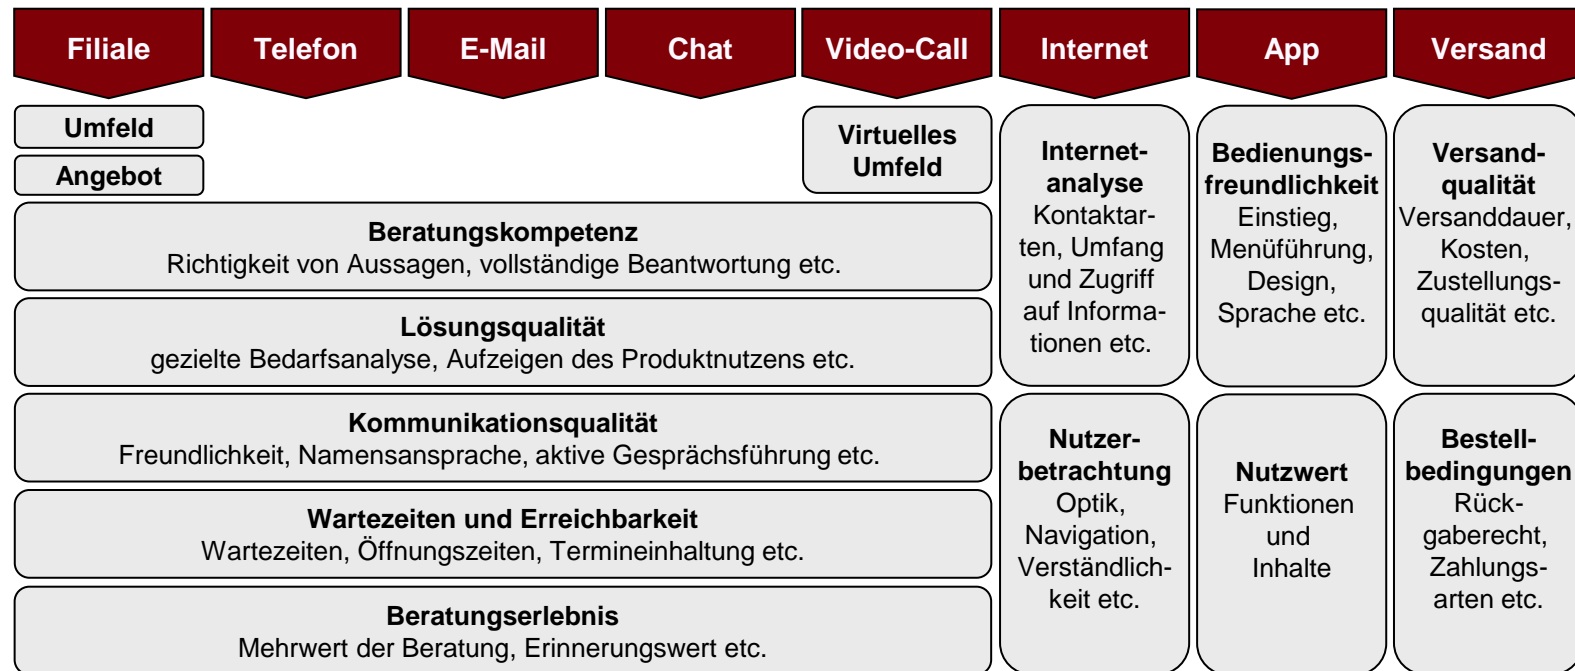 Filiale
Telefon
E-Mail
Chat
Video-Call
Internet
App
Versand
Umfeld
Angebot
Virtuelles
Umfeld
Beratungskompetenz
Richtigkeit von Aussagen, vollständige Beantwortung etc.
Lösungsqualität
gezielte Bedarfsanalyse, Aufzeigen des Produktnutzens etc.
Kommunikationsqualität
Freundlichkeit, Namensansprache, aktive Gesprächsführung etc.
Wartezeiten und Erreichbarkeit
Wartezeiten, Öffnungszeiten, Termineinhaltung etc.
Beratungserlebnis
Mehrwert der Beratung, Erinnerungswert etc.
Internet-
analyse
Kontaktar-
ten, Umfang
und Zugriff
auf Informa-
tionen etc.
Nutzer-
betrachtung
Optik,
Navigation,
Verständlich-
keit etc.
Bedienungs-
freundlichkeit
Einstieg,
Menüführung,
Design,
Sprache etc.
Nutzwert
Funktionen
und
Inhalte
Versand-
qualität
Versanddauer,
Kosten,
Zustellungs-
qualität etc.
Bestell-
bedingungen
Rück-
gaberecht,
Zahlungs-
arten etc.